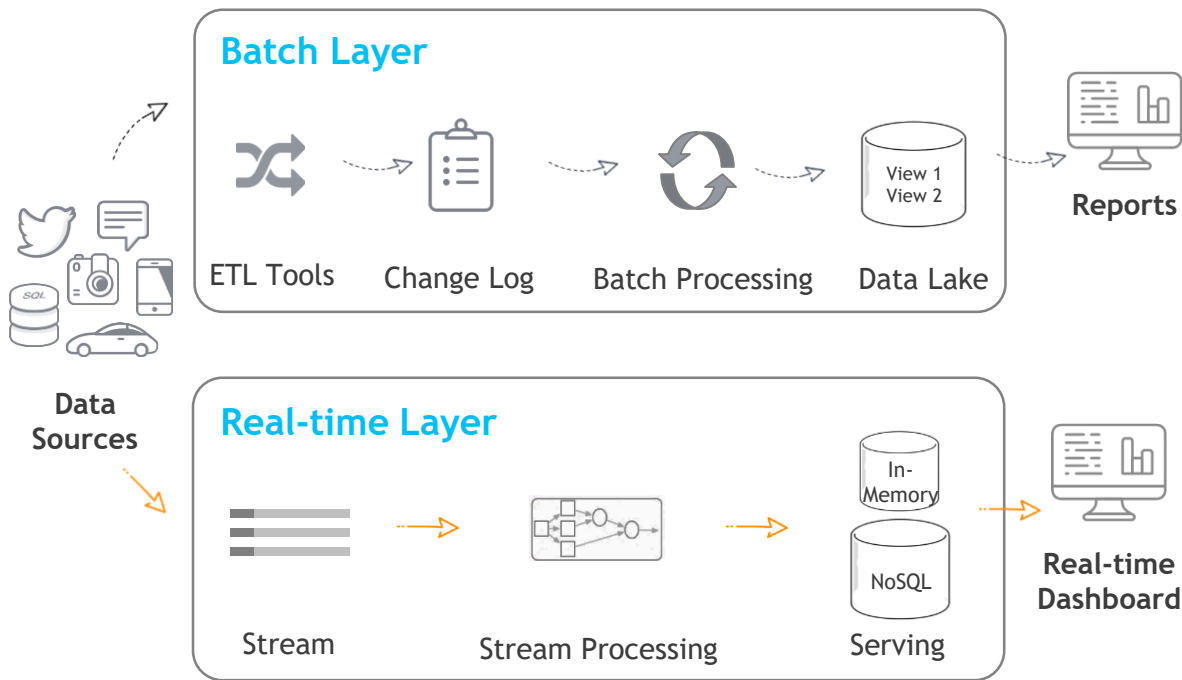 Batch Layer
View 1
View 2
ETL Tools
Change Log
Batch Processing
Data Lake
Reports
SQL
Data
Sources
Real-time Layer
In-
Memory
NoSQL
Stream
Stream Processing
Serving
Real-time
Dashboard